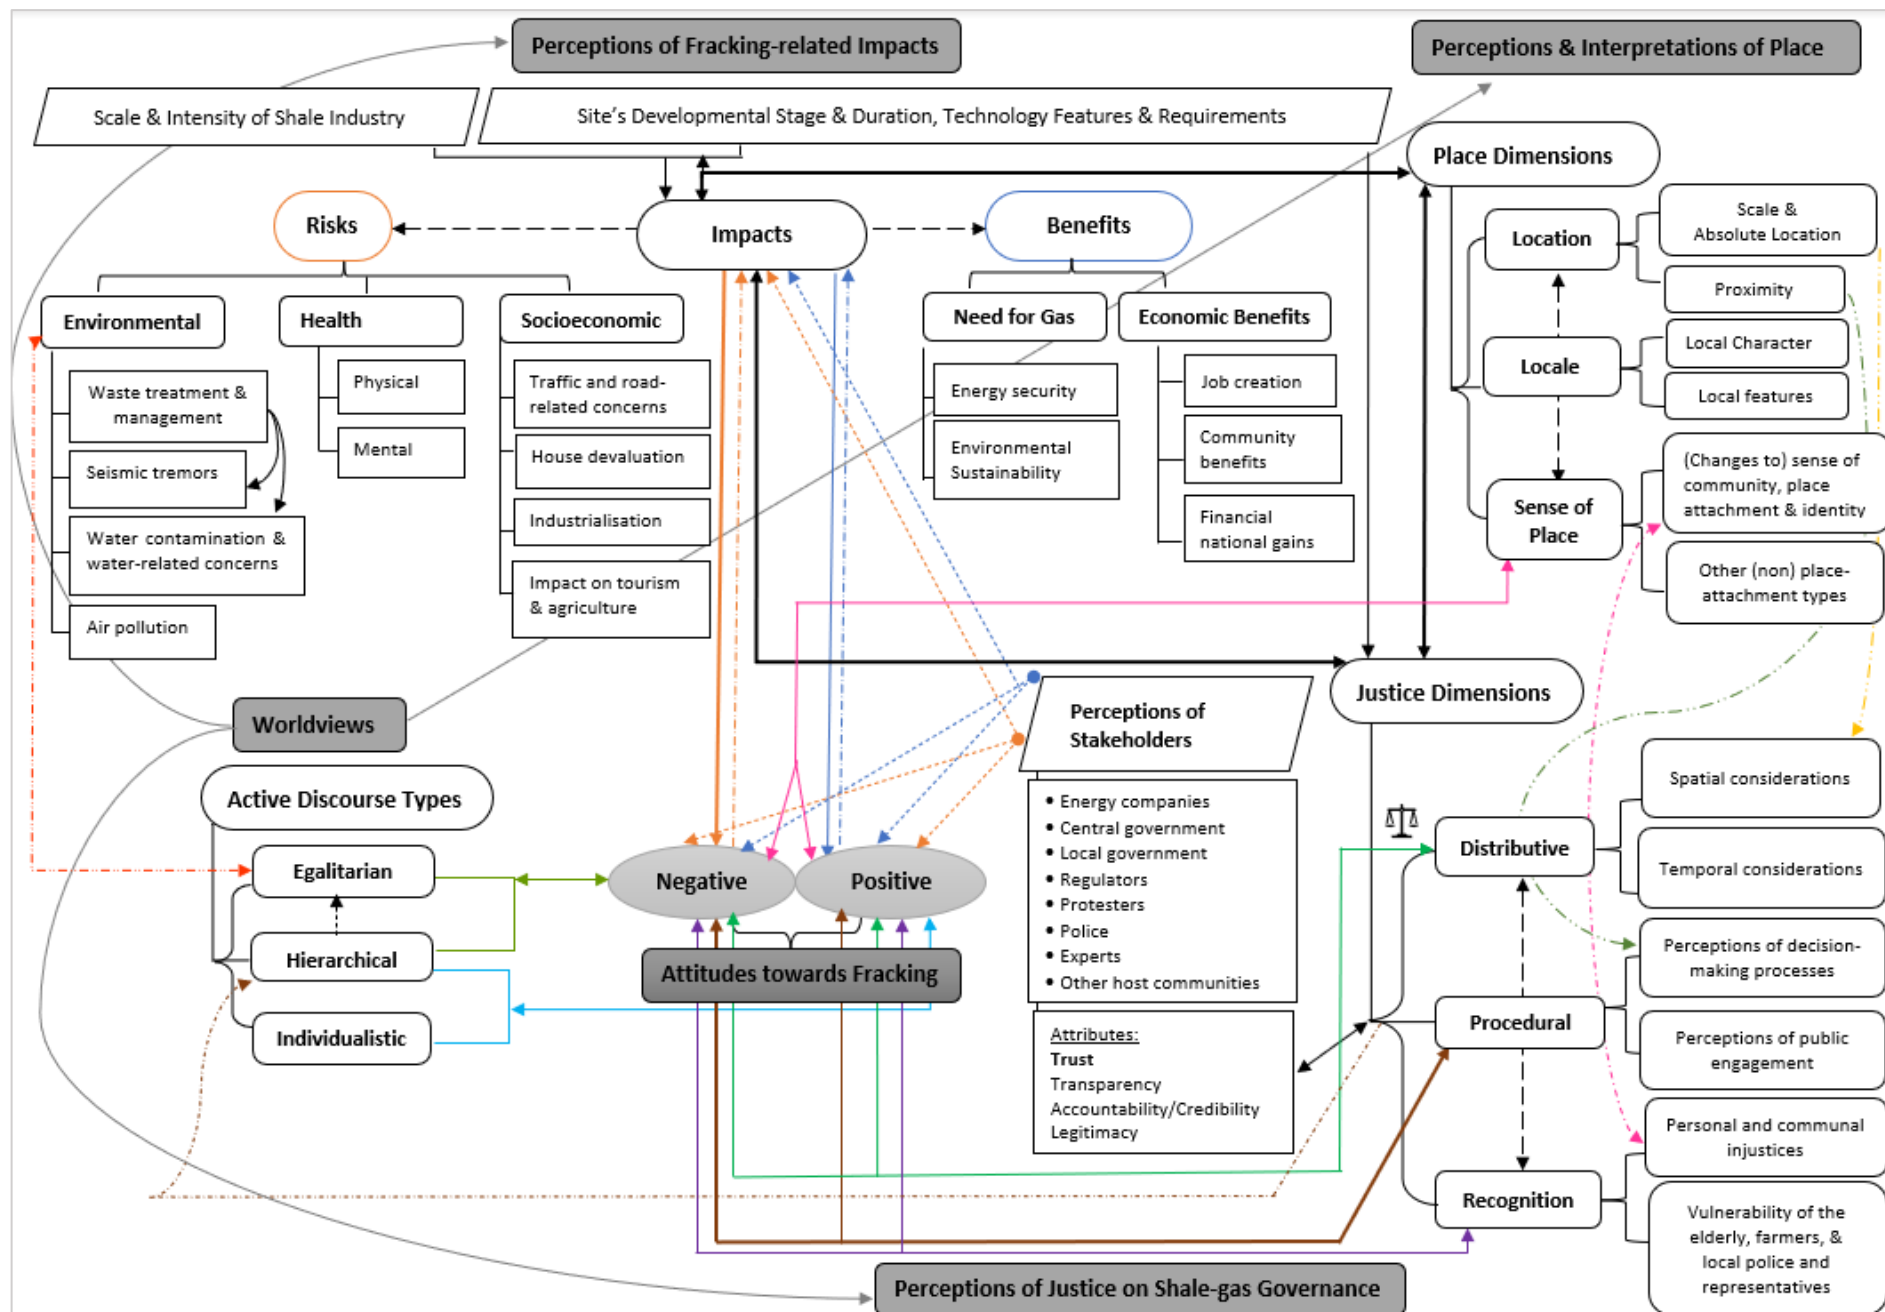 Perceptions of Fracking-related Impacts
Perceptions & Interpretations of Place
Scale & Intensity of Shale Industry
Site's Developmental Stage & Duration, Technology Features & Requirements
Place Dimensions
Risks
Impacts
Benefits
Location
Scale &
Absolute Location
Proximity
Environmental
Health
Socioeconomic
Need for Gas
Economic Benefits
Locale
Local Character
Local features
Waste treatment &
management
Seismic tremors
Water contamination &
water-related concerns
Air pollution
Physical
Mental
Traffic and road-
related concerns
House devaluation
Industrialisation
Impact on tourism
& agriculture
Energy security
Environmental
Sustainability
Job creation
Community
benefits
Financial
national gains
Sense of
Place
(Changes to) sense of
community, place
attachment & identity
Other (non) place-
attachment types
Worldviews
Perceptions of
Stakeholders
Justice Dimensions
Active Discourse Types
Egalitarian
Hierarchical
Individualistic
Negative
Positive
Attitudes towards Fracking
• Energy companies
• Central government
• Local government
• Regulators
• Protesters
• Police
• Experts
• Other host communities
Attributes:
Trust
Transparency
Accountability/Credibility
Legitimacy
Distributive
Spatial considerations
Temporal considerations
Procedural
Perceptions of decision-
making processes
Perceptions of public
engagement
Recognition
Personal and communal
injustices
Vulnerability of the
elderly, farmers, &
local police and
representatives
Perceptions of Justice on Shale-gas Governance